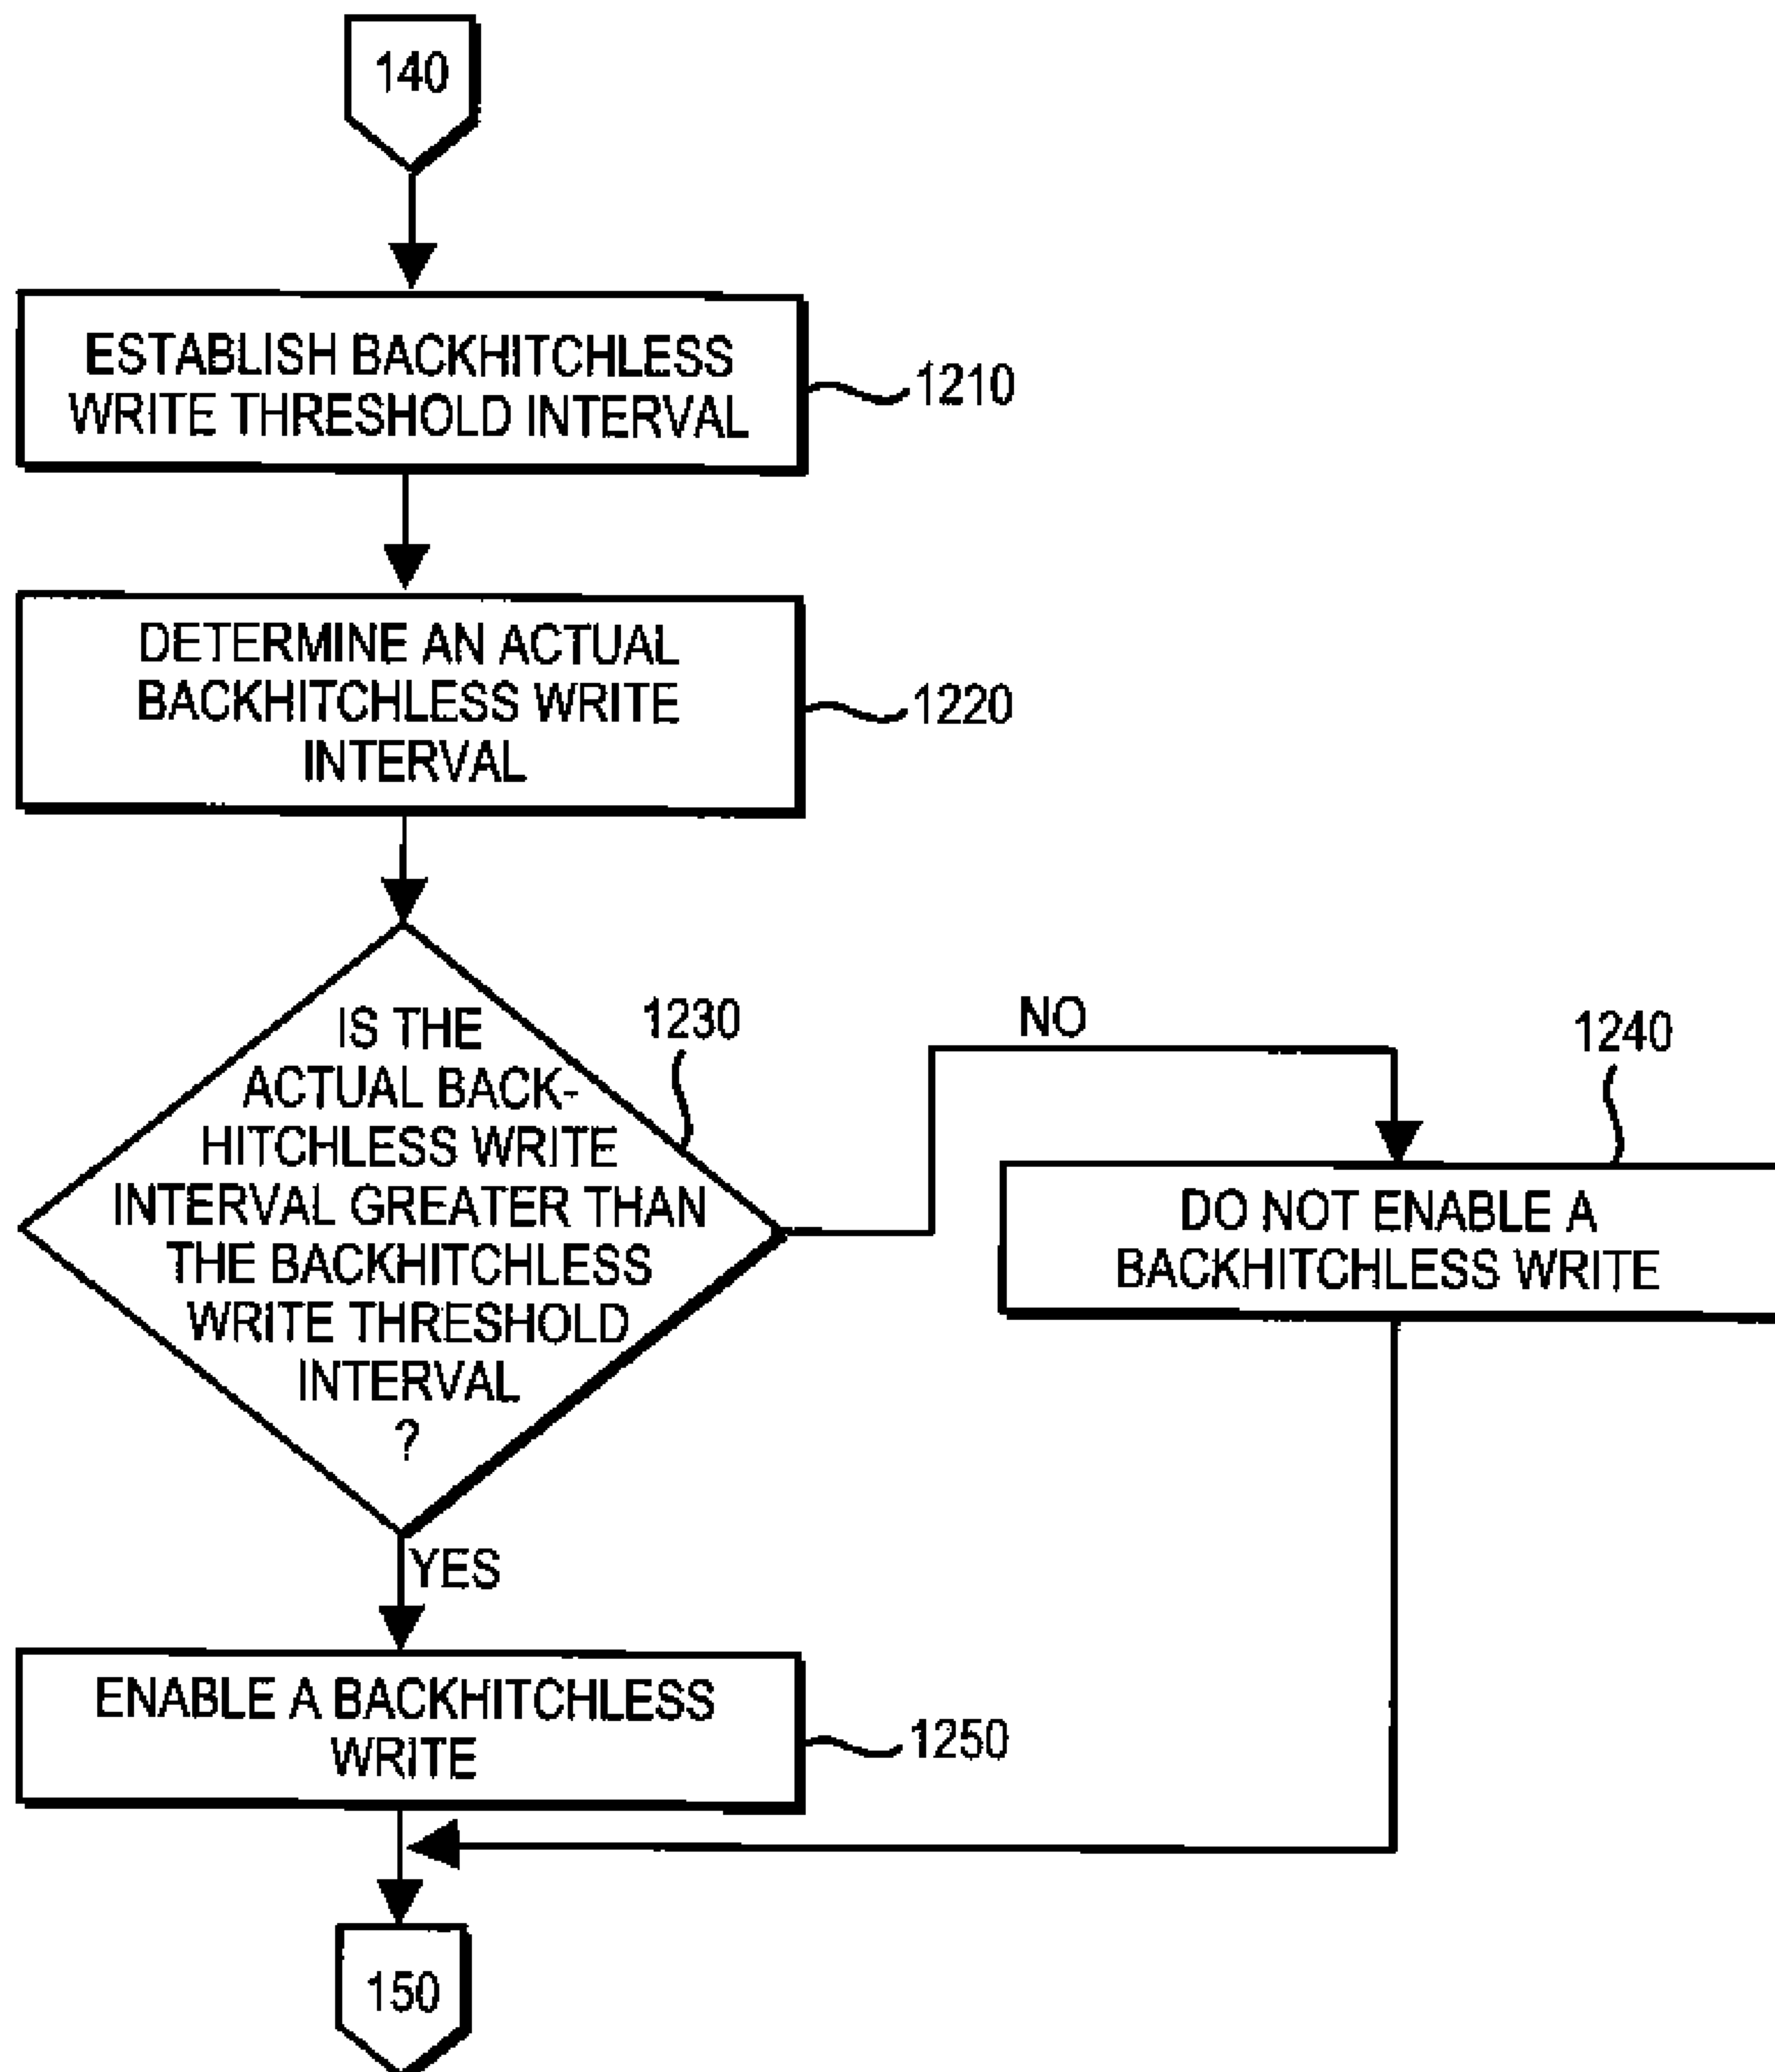 140
ESTABLISH BACKHITCHLESS
WRITE THRESHOLD INTERVAL
1210
DETERMINE AN ACTUAL
BACKHITCHLESS WRITE
INTERVAL
1220
IS THE
ACTUAL BACK-
HITCHLESS WRITE
INTERVAL GREATER THAN
THE BACKHITCHLESS
WRITE THRESHOLD
INTERVAL
?
1230
NO
1240
DO NOT ENABLE A
BACKHITCHLESS WRITE
YES
ENABLE A BACKHITCHLESS
WRITE
1250
150